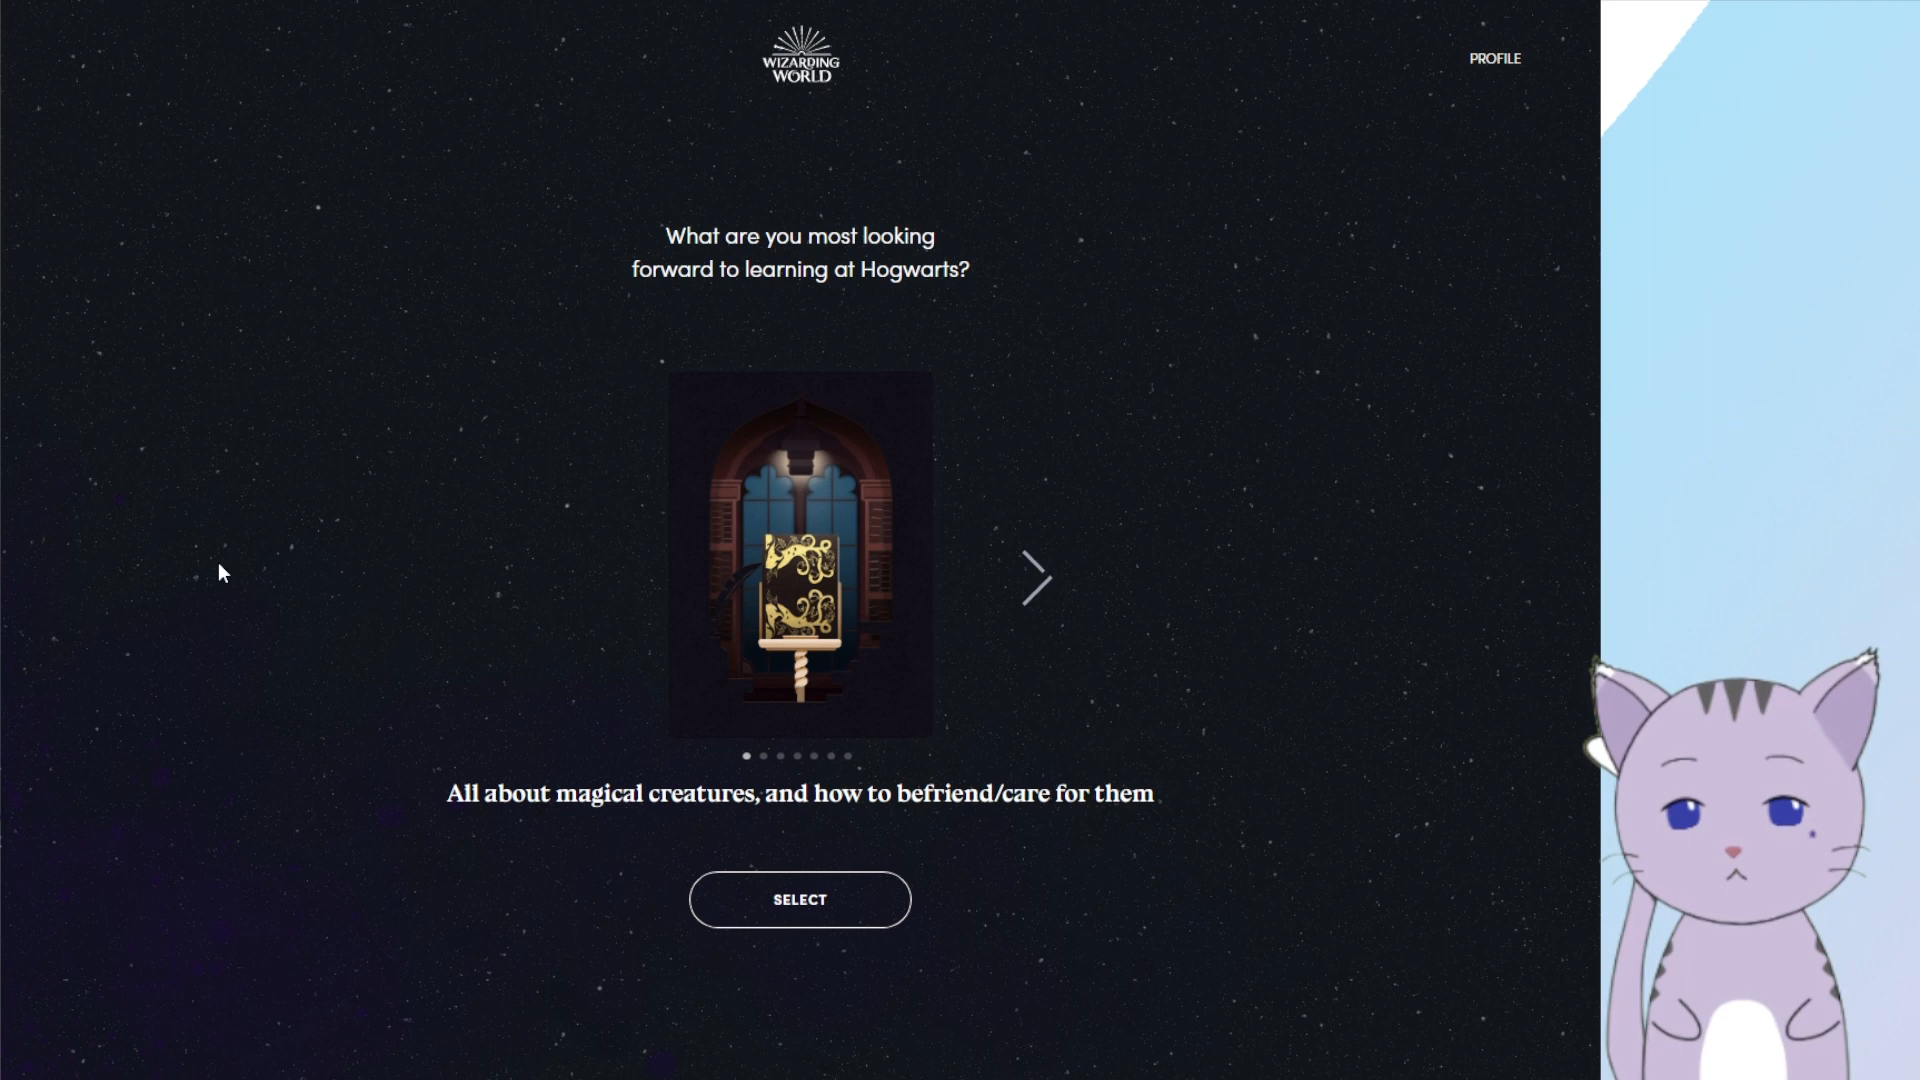 WIZARDING
WORLD
PROFILE
What are you most looking
forward to learning at Hogwarts?
All about magical creatures, and how to befriend/care for them
SELECT